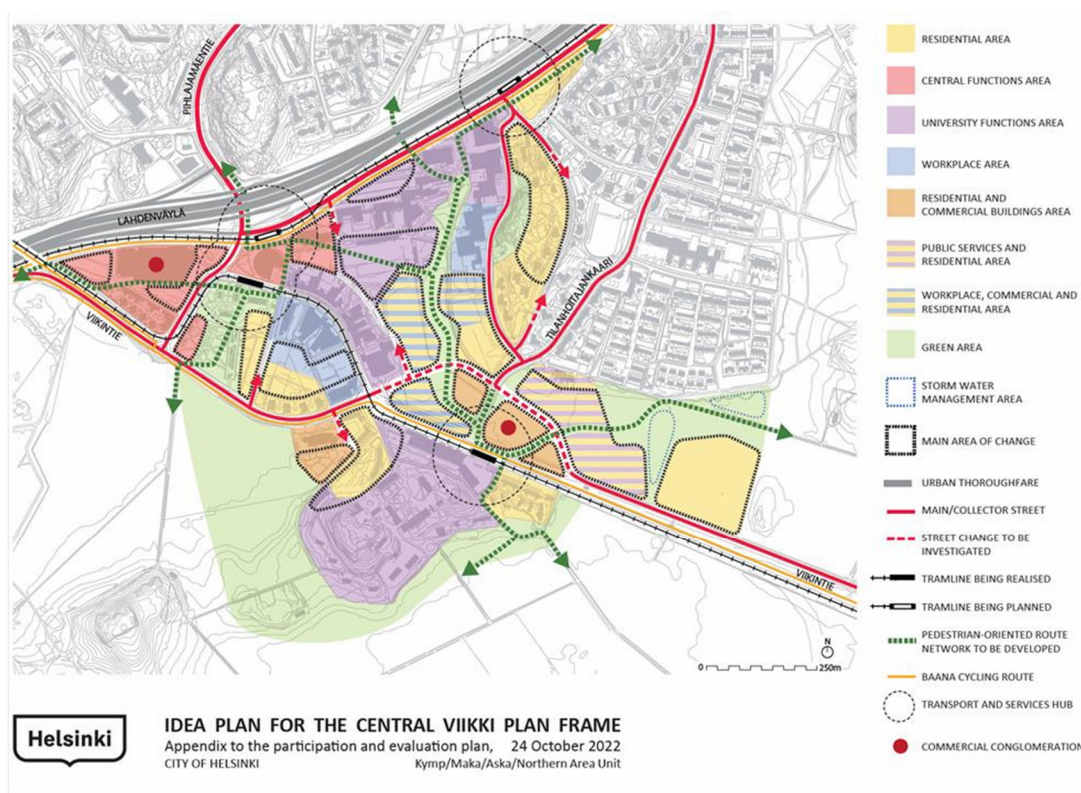 PIHLAJAMÄENTIE
LAHDENVÄYLÄ
VIIKINTIE
TILANHOITAJANKAARI
VIIKINTIE
N
0 250m
RESIDENTIAL AREA
CENTRAL FUNCTIONS AREA
UNIVERSITY FUNCTIONS AREA
WORKPLACE AREA
RESIDENTIAL AND
COMMERCIAL BUILDINGS AREA
PUBLIC SERVICES AND
RESIDENTIAL AREA
WORKPLACE, COMMERCIAL AND
RESIDENTIAL AREA
GREEN AREA
STORM WATER
MANAGEMENT AREA
MAIN AREA OF CHANGE
URBAN THOROUGHFARE
MAIN/COLLECTOR STREET
STREET CHANGE TO BE
INVESTIGATED
TRAMLINE BEING REALISED
TRAMLINE BEING PLANNED
PEDESTRIAN-ORIENTED ROUTE
NETWORK TO BE DEVELOPED
BAANA CYCLING ROUTE
TRANSPORT AND SERVICES HUB
COMMERCIAL CONGLOMERATION
Helsinki
IDEA PLAN FOR THE CENTRAL VIIKKI PLAN FRAME
Appendix to the participation and evaluation plan, 24 October 2022
CITY OF HELSINKI Kymp/Maka/Aska/Northern Area Unit